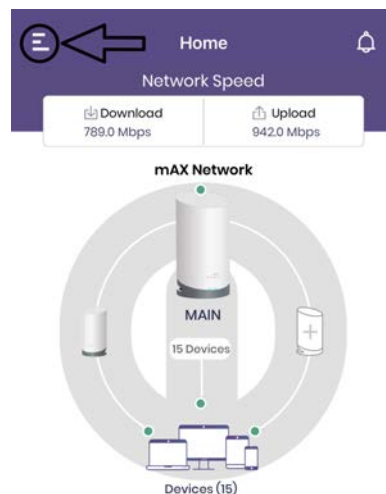 Home
Network Speed
Download
789.0 Mbps
Upload
942.0 Mbps
mAX Network
MAIN
15 Devices
Devices (15)